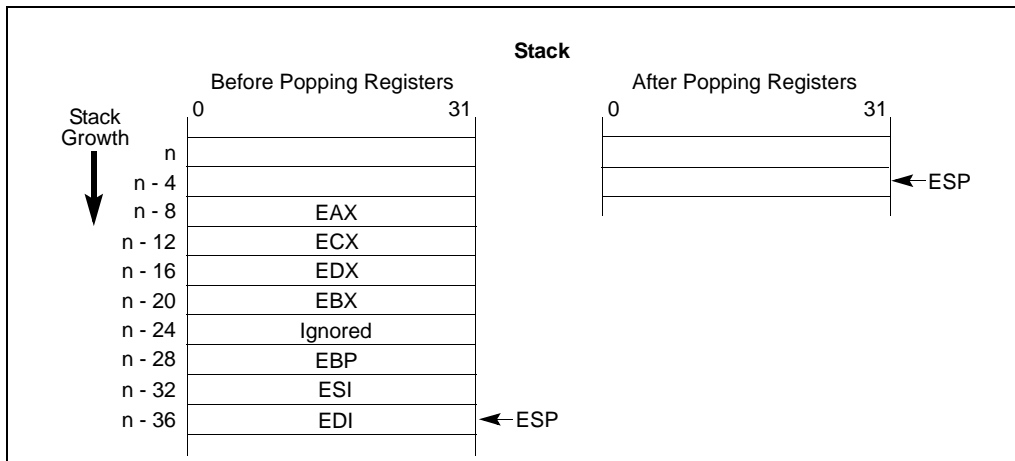 Stack
Before Popping Registers After Popping Registers
0 31 0 31
Stack
Growth
n
n - 4 ESP
n - 8 EAX
n - 12 ECX
n - 16 EDX
n - 20 EBX
n - 24 Ignored
n - 28 EBP
n - 32 ESI
n - 36 EDI ESP